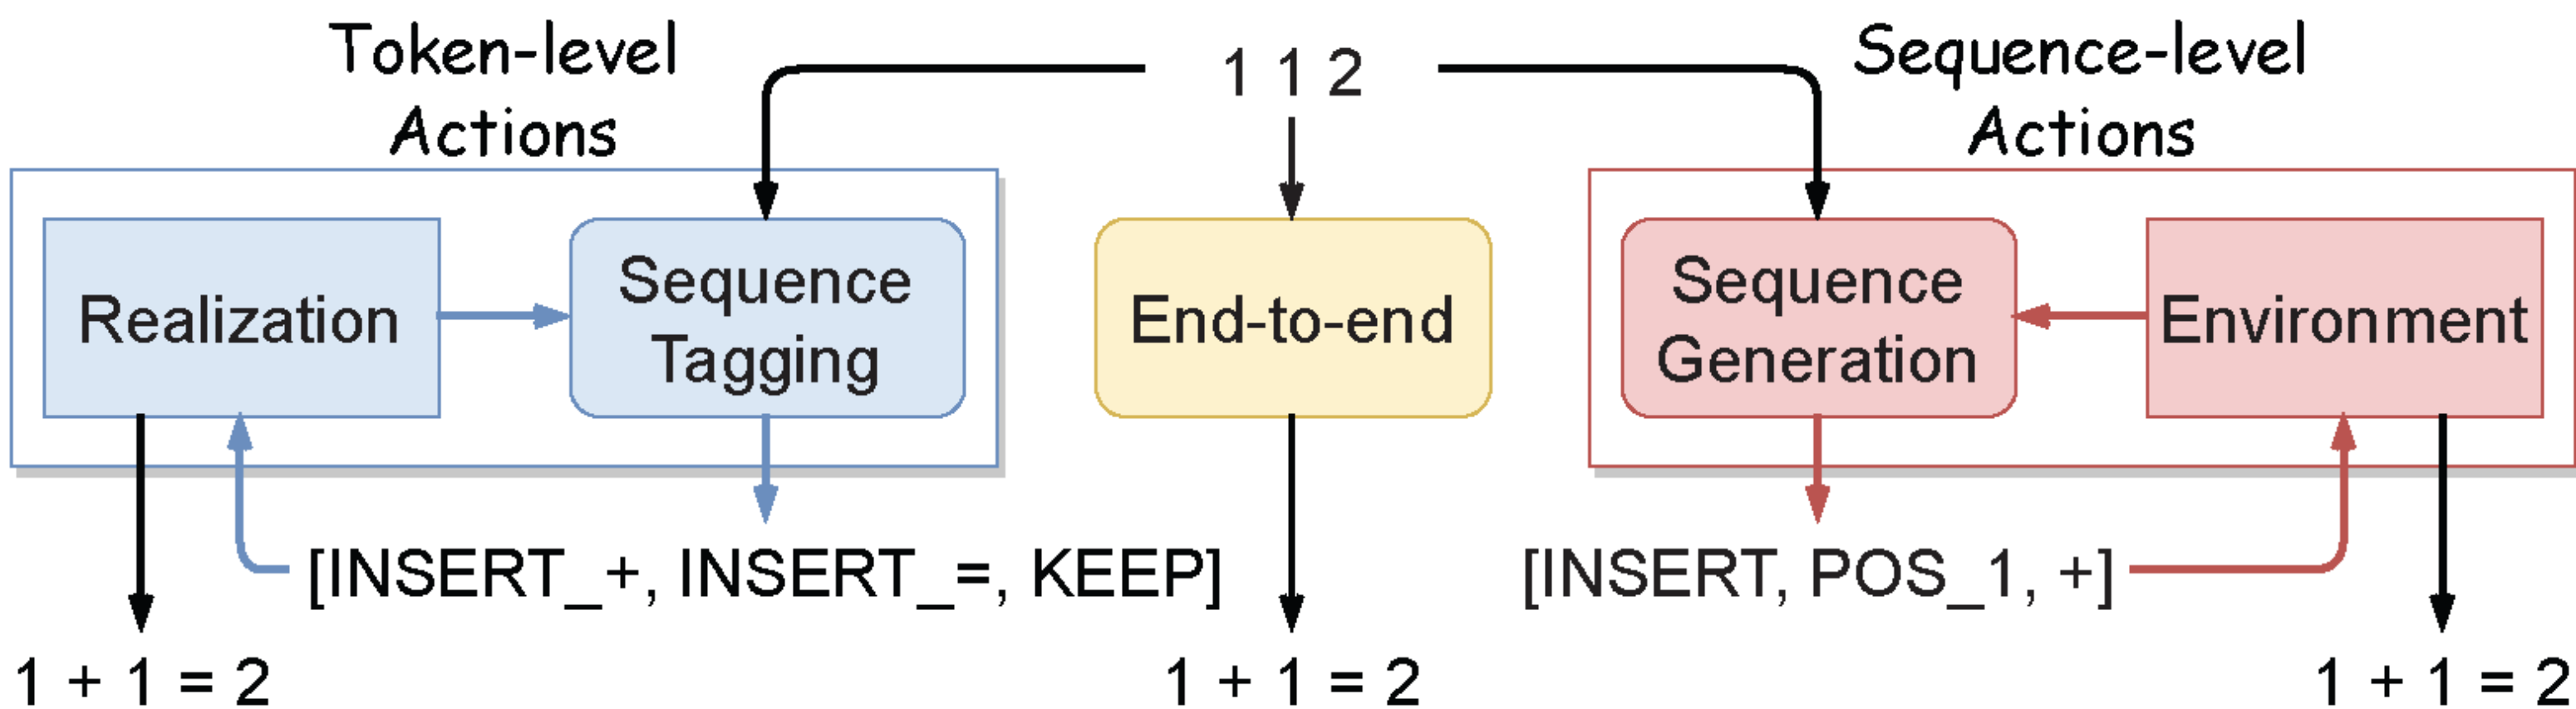 Token-level
Actions
1 1 2
Sequence-level
Actions
Realization
Sequence
Tagging
End-to-end
Sequence
Generation
Environment
[INSERT_+, INSERT_=, KEEP]
[INSERT, POS_1, +]
1 + 1 = 2
1 + 1 = 2
1 + 1 = 2